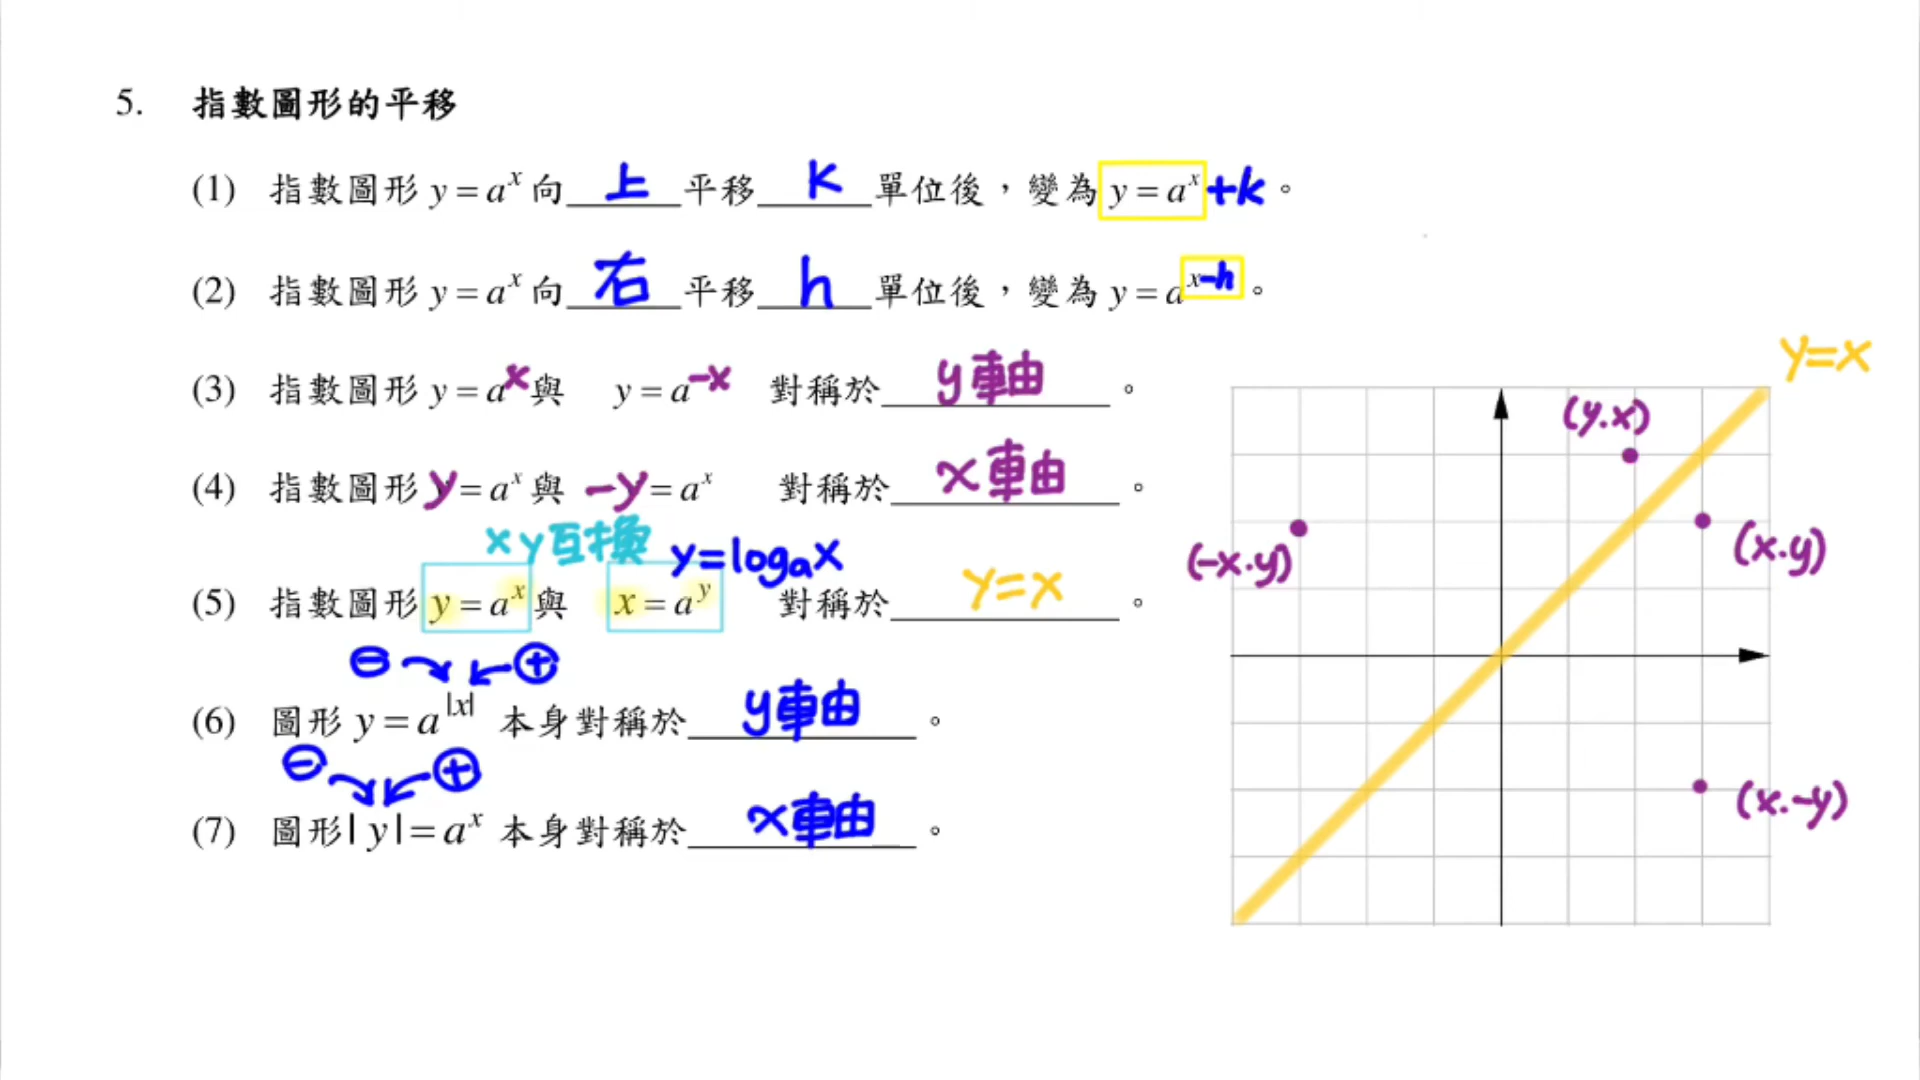 5. 指數圖形的平移
(1) 指數圖形 y = a^x 向 上 平移 k 單位後，變為 y = a^x +k 。
(2) 指數圖形 y = a^x 向 右 平移 h 單位後，變為 y = a^(x-h) 。
(3) 指數圖形 y = a^x 與 y = a^(-x) 對稱於 y軸 。
(4) 指數圖形 y = a^x 與 -y = a^x 對稱於 x軸 。
xy互換 y=log_a x
(5) 指數圖形 y = a^x 與 x = a^y 對稱於 y=x 。
⊖ ⊕
(6) 圖形 y = a^|x| 本身對稱於 y軸 。
⊖ ⊕
(7) 圖形 |y| = a^x 本身對稱於 x軸 。
y=x
(y.x)
(x.y)
(-x.y)
(x.-y)